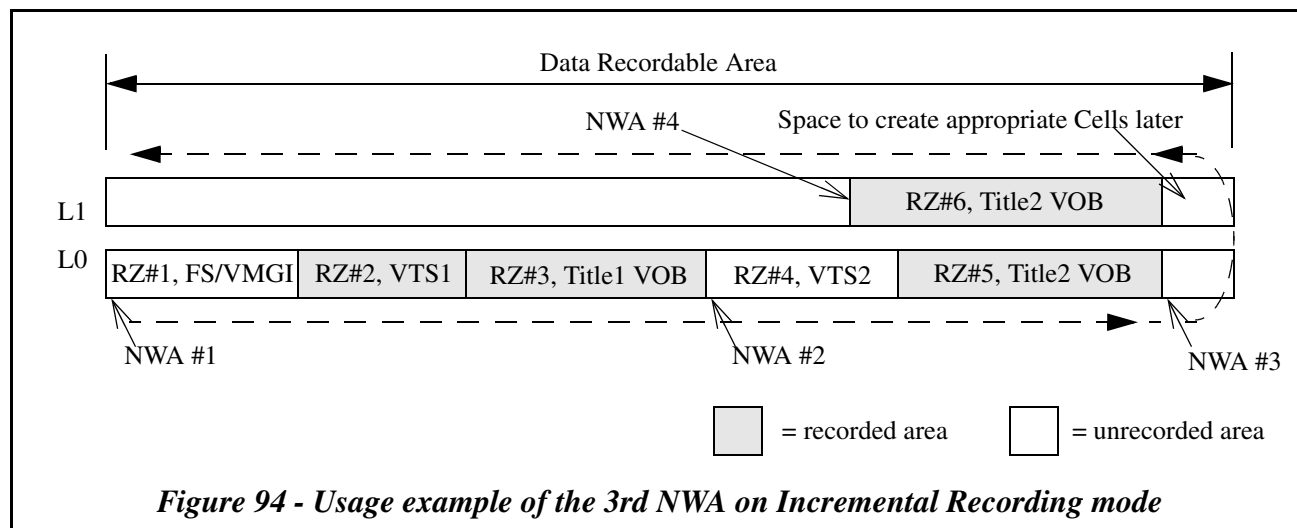 Data Recordable Area
NWA #4
Space to create appropriate Cells later
L1
RZ#6, Title2 VOB
L0
RZ#1, FS/VMGI
RZ#2, VTS1
RZ#3, Title1 VOB
RZ#4, VTS2
RZ#5, Title2 VOB
NWA #1
NWA #2
NWA #3
= recorded area
= unrecorded area
Figure 94 - Usage example of the 3rd NWA on Incremental Recording mode